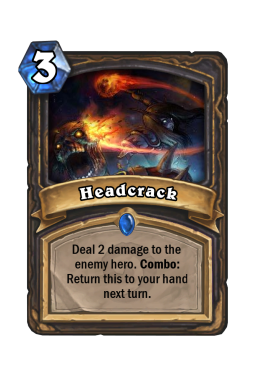 3
Headcrack
Deal 2 damage to the
enemy hero. Combo:
Return this to your hand
next turn.